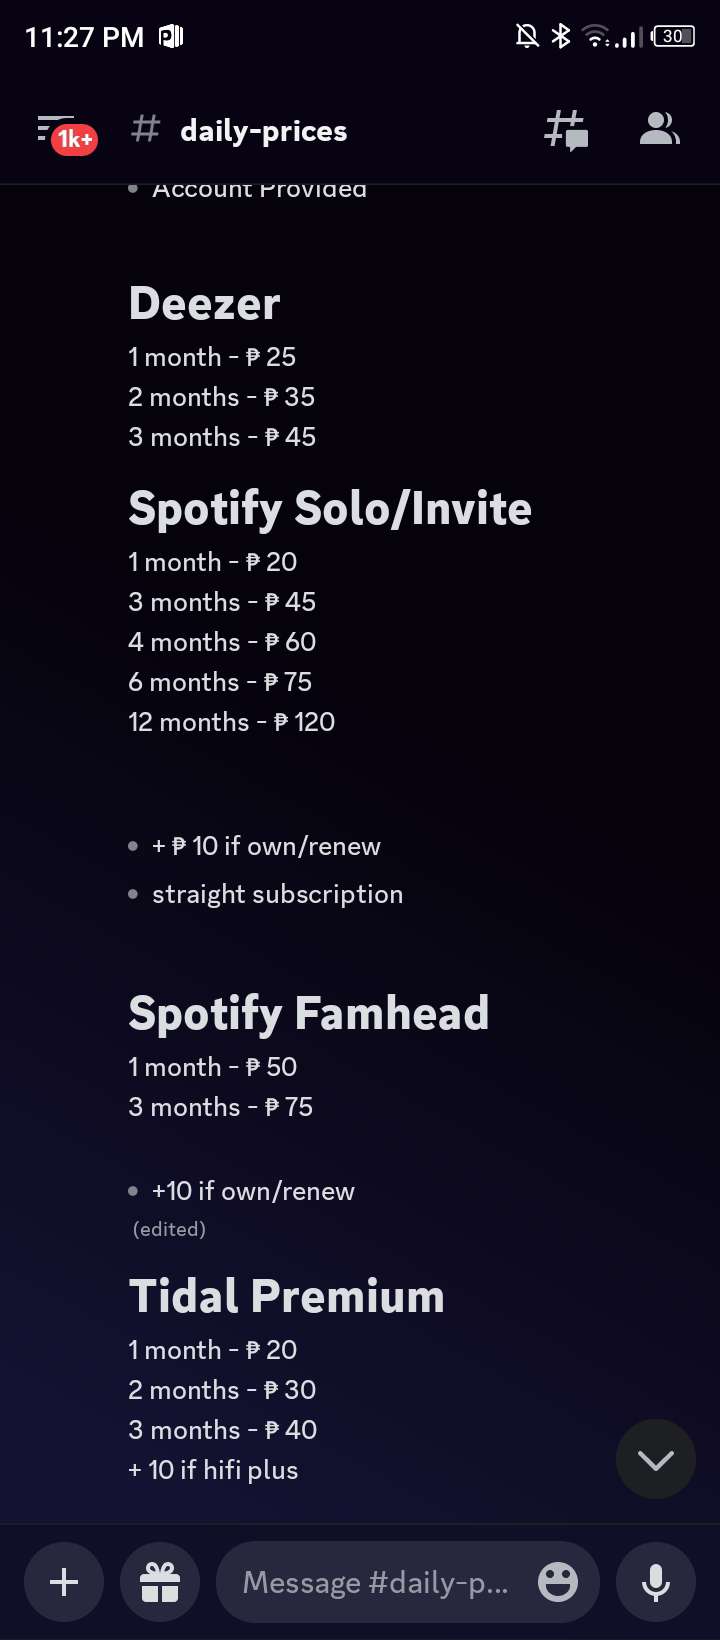 11:27 PM
30
1k+
# daily-prices
• Account Provided
Deezer
1 month - ₱ 25
2 months - ₱ 35
3 months - ₱ 45
Spotify Solo/Invite
1 month - ₱ 20
3 months - ₱ 45
4 months - ₱ 60
6 months - ₱ 75
12 months - ₱ 120
• + ₱ 10 if own/renew
• straight subscription
Spotify Famhead
1 month - ₱ 50
3 months - ₱ 75
• +10 if own/renew
(edited)
Tidal Premium
1 month - ₱ 20
2 months - ₱ 30
3 months - ₱ 40
+ 10 if hifi plus
Message #daily-p...